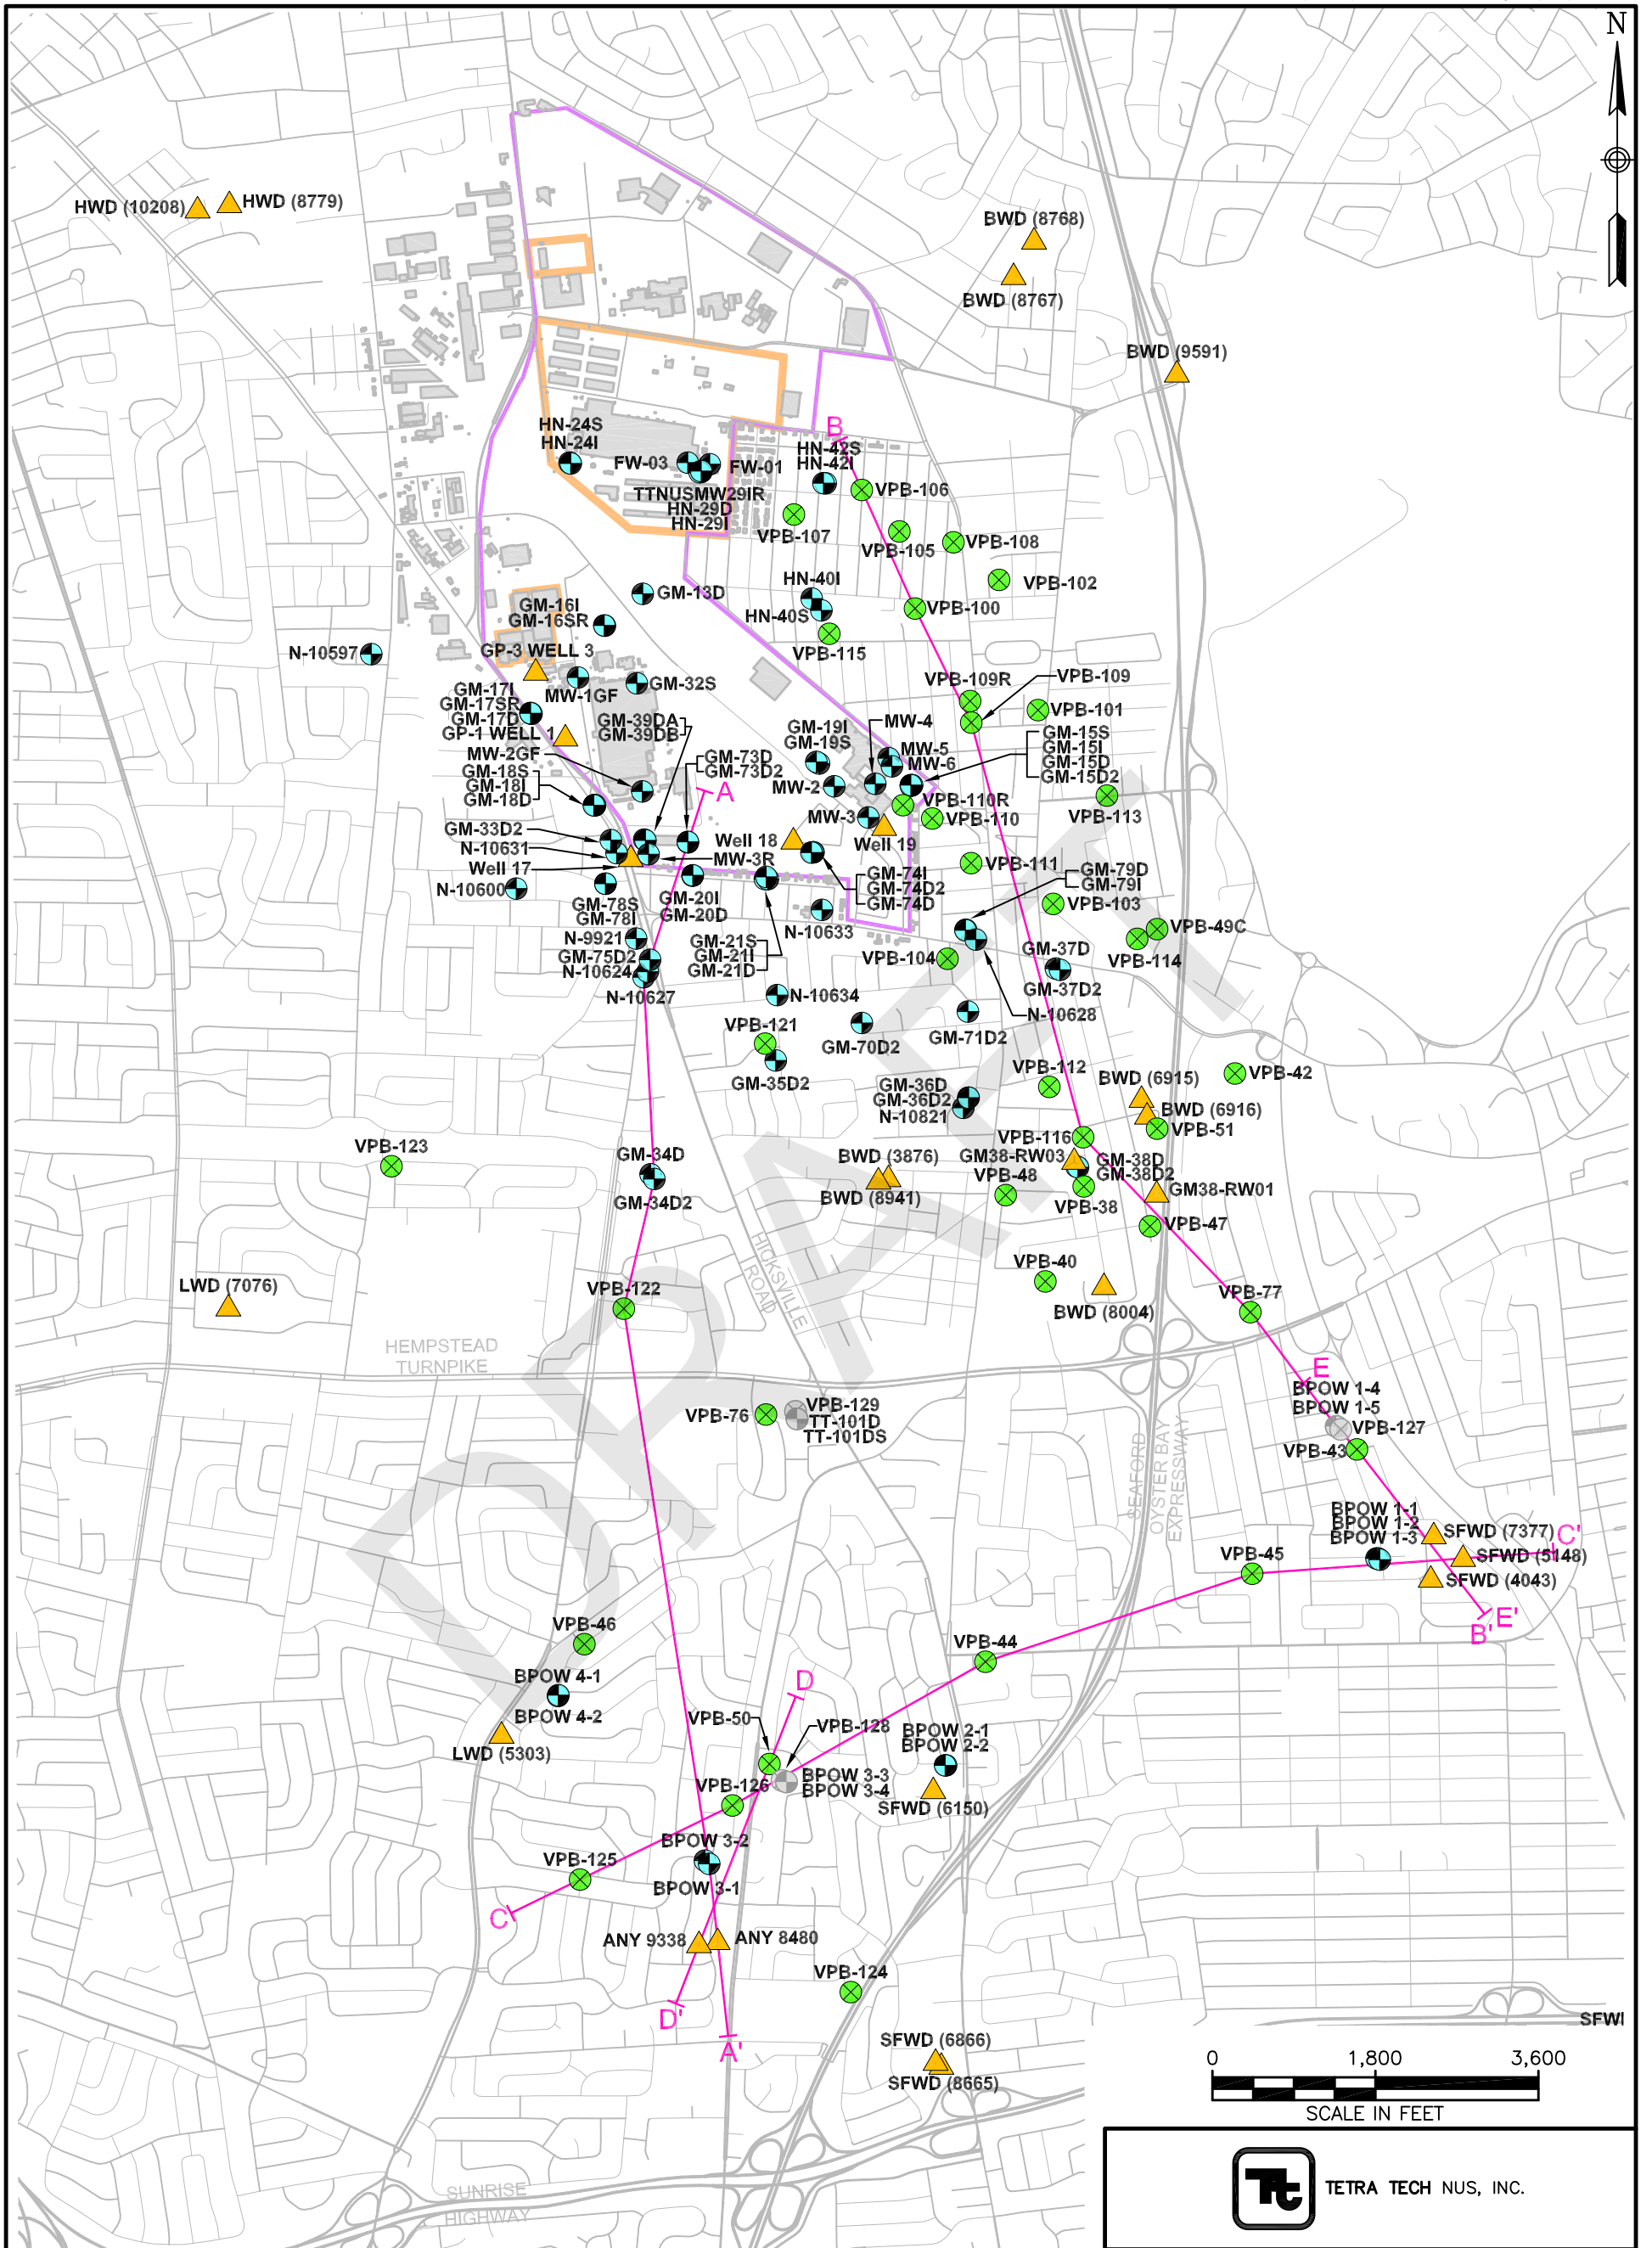 N
HWD (10208)
HWD (8779)
BWD (8768)
BWD (8767)
BWD (9591)
HN-24S
HN-24I
FW-03
FW-01
TTNUSMW29IR
HN-29D
HN-29I
B
HN-42S
HN-42I
VPB-106
VPB-107
VPB-105
VPB-108
VPB-102
GM-13D
HN-40I
HN-40S
VPB-100
VPB-115
GM-16I
GM-16SR
N-10597
GP-3 WELL 3
MW-1GF
GM-32S
GM-17I
GM-17SR
GM-17D
GP-1 WELL 1
GM-39DA
GM-39DB
VPB-109R
VPB-109
VPB-101
MW-2GF
GM-18S
GM-18I
GM-18D
GM-73D
GM-73D2
A
GM-19I
GM-19S
MW-4
MW-5
MW-6
MW-2
GM-15S
GM-15I
GM-15D
GM-15D2
VPB-110R
VPB-110
VPB-113
MW-3
Well 18
Well 19
GM-33D2
N-10631
Well 17
N-10600
MW-3R
GM-78S
GM-78I
GM-20I
GM-20D
GM-74I
GM-74D2
GM-74D
VPB-111
GM-79D
GM-79I
VPB-103
N-9921
GM-75D2
N-10624
N-10627
GM-21S
GM-21I
GM-21D
N-10633
VPB-104
GM-37D
GM-37D2
VPB-49C
VPB-114
N-10634
N-10628
VPB-121
GM-35D2
GM-70D2
GM-71D2
VPB-112
VPB-42
GM-36D
GM-36D2
N-10821
BWD (6915)
BWD (6916)
VPB-51
VPB-116
VPB-123
GM-34D
GM-34D2
BWD (3876)
BWD (8941)
GM38-RW03
VPB-48
GM-38D
GM-38D2
VPB-38
GM38-RW01
VPB-47
HICKSVILLE
ROAD
LWD (7076)
VPB-122
VPB-40
BWD (8004)
VPB-77
HEMPSTEAD
TURNPIKE
DRAFT
E
BPOW 1-4
BPOW 1-5
VPB-127
VPB-43
VPB-76
VPB-129
TT-101D
TT-101DS
SEAFORD
OYSTER BAY
EXPRESSWAY
BPOW 1-1
BPOW 1-2
BPOW 1-3
SFWD (7377)
C'
SFWD (5148)
SFWD (4043)
VPB-45
E'
B'
VPB-46
VPB-44
BPOW 4-1
BPOW 4-2
LWD (5303)
D
VPB-50
VPB-128
BPOW 2-1
BPOW 2-2
SFWD (6150)
BPOW 3-3
BPOW 3-4
VPB-126
BPOW 3-2
BPOW 3-1
VPB-125
C
ANY 9338
ANY 8480
VPB-124
D'
A'
SFWD (6866)
SFWD (8665)
SFW
0 1,800 3,600
SCALE IN FEET
SUNRISE
HIGHWAY
Tt
TETRA TECH NUS, INC.